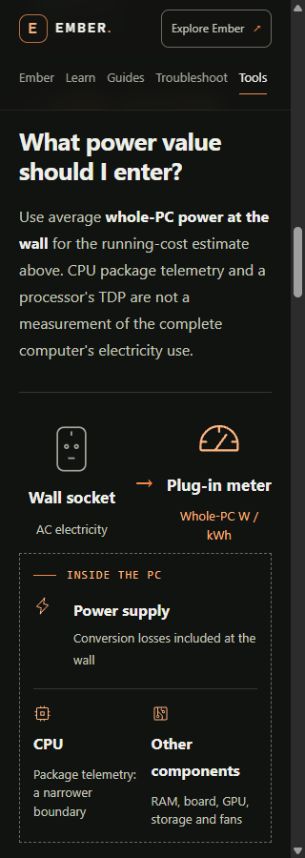 E EMBER.
Explore Ember ↗
Ember Learn Guides Troubleshoot Tools
What power value
should I enter?
Use average whole-PC power at the
wall for the running-cost estimate
above. CPU package telemetry and a
processor's TDP are not a
measurement of the complete
computer's electricity use.
Wall socket
AC electricity
→
Plug-in meter
Whole-PC W /
kWh
INSIDE THE PC
Power supply
Conversion losses included at the
wall
CPU
Package telemetry:
a narrower
boundary
Other
components
RAM, board, GPU,
storage and fans